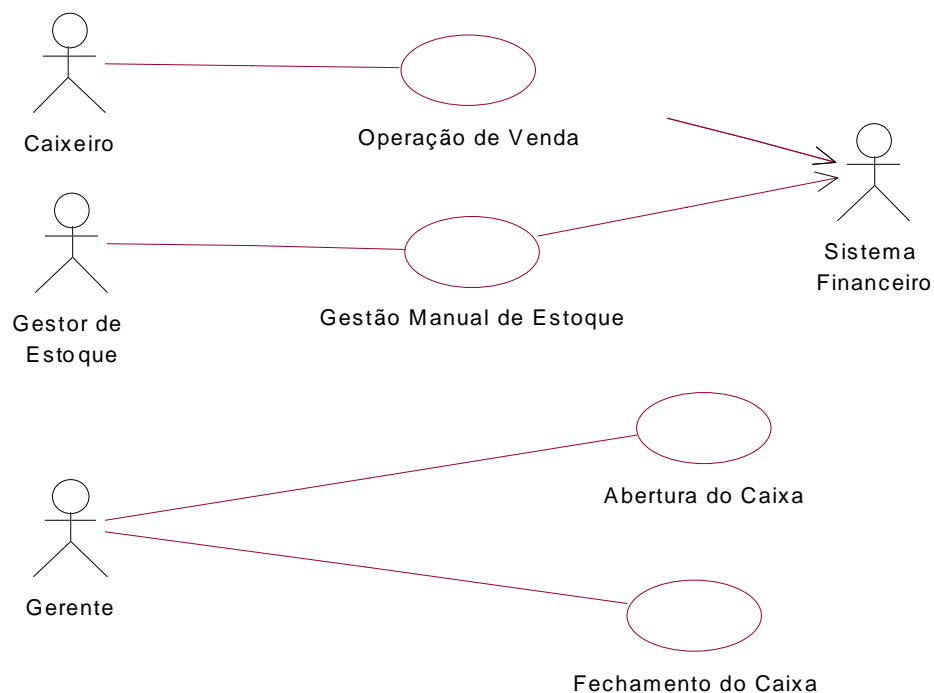 Caixeiro
Operação de Venda
Sistema
Financeiro
Gestor de
Estoque
Gestão Manual de Estoque
Abertura do Caixa
Gerente
Fechamento do Caixa